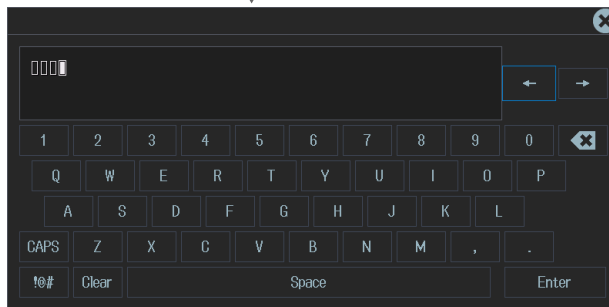 ← →
1 2 3 4 5 6 7 8 9 0
Q W E R T Y U I O P
A S D F G H J K L
CAPS Z X C V B N M , .
!@# Clear Space Enter